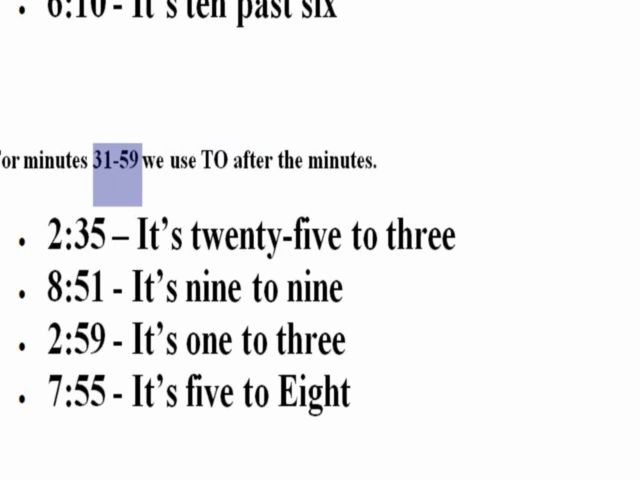 • 6:10 - It's ten past six
or minutes 31-59 we use TO after the minutes.
• 2:35 – It’s twenty-five to three
• 8:51 - It’s nine to nine
• 2:59 - It’s one to three
• 7:55 - It’s five to Eight